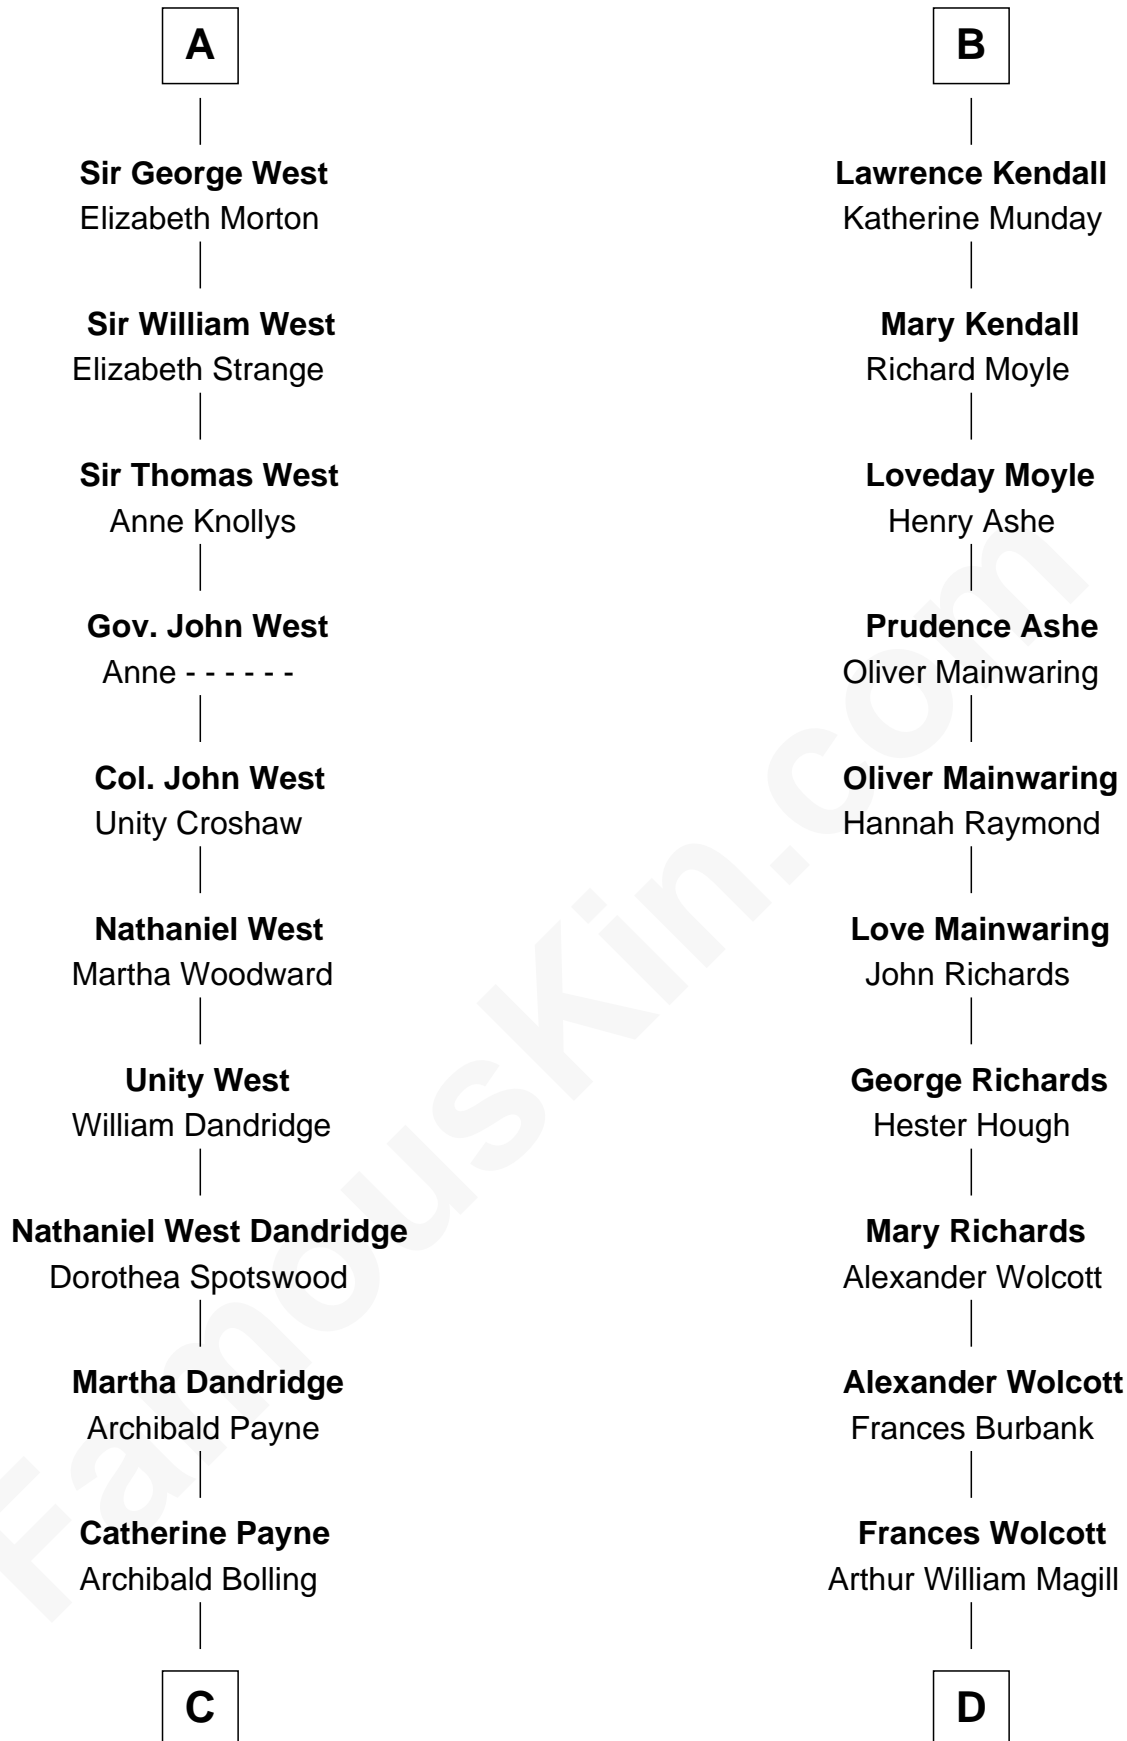 A
Sir George West
Elizabeth Morton
Sir William West
Elizabeth Strange
Sir Thomas West
Anne Knollys
Gov. John West
Anne - - - - - -
Col. John West
Unity Croshaw
Nathaniel West
Martha Woodward
Unity West
William Dandridge
Nathaniel West Dandridge
Dorothea Spotswood
Martha Dandridge
Archibald Payne
Catherine Payne
Archibald Bolling
C
B
Lawrence Kendall
Katherine Munday
Mary Kendall
Richard Moyle
Loveday Moyle
Henry Ashe
Prudence Ashe
Oliver Mainwaring
Oliver Mainwaring
Hannah Raymond
Love Mainwaring
John Richards
George Richards
Hester Hough
Mary Richards
Alexander Wolcott
Alexander Wolcott
Frances Burbank
Frances Wolcott
Arthur William Magill
D
FamousKin.com